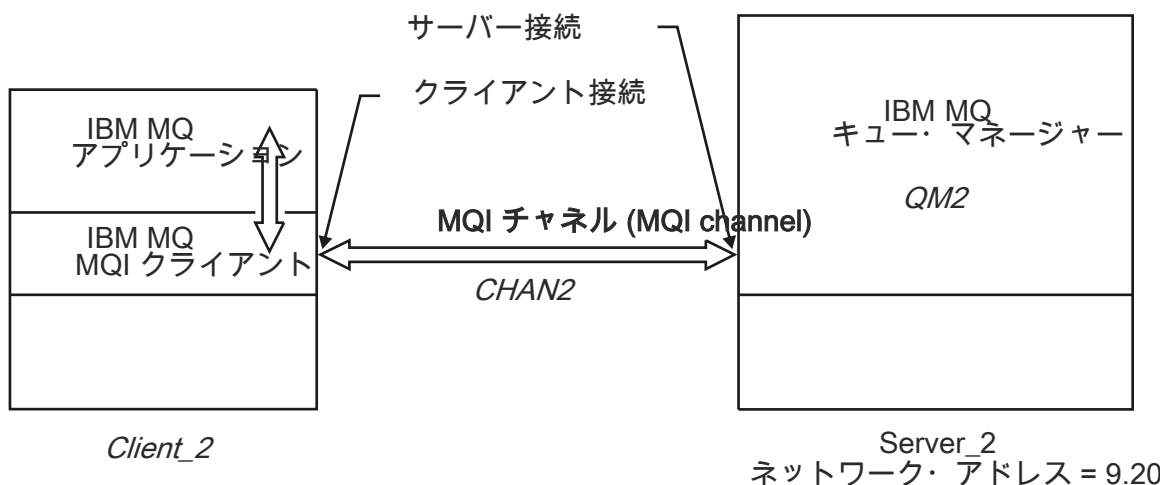 サーバー接続
クライアント接続
IBM MQ
アプリケーション
IBM MQ
MQI クライアント
MQI チャネル (MQI channel)
CHAN2
IBM MQ
キュー・マネージャー
QM2
Client_2
Server_2
ネットワーク・アドレス = 9.20